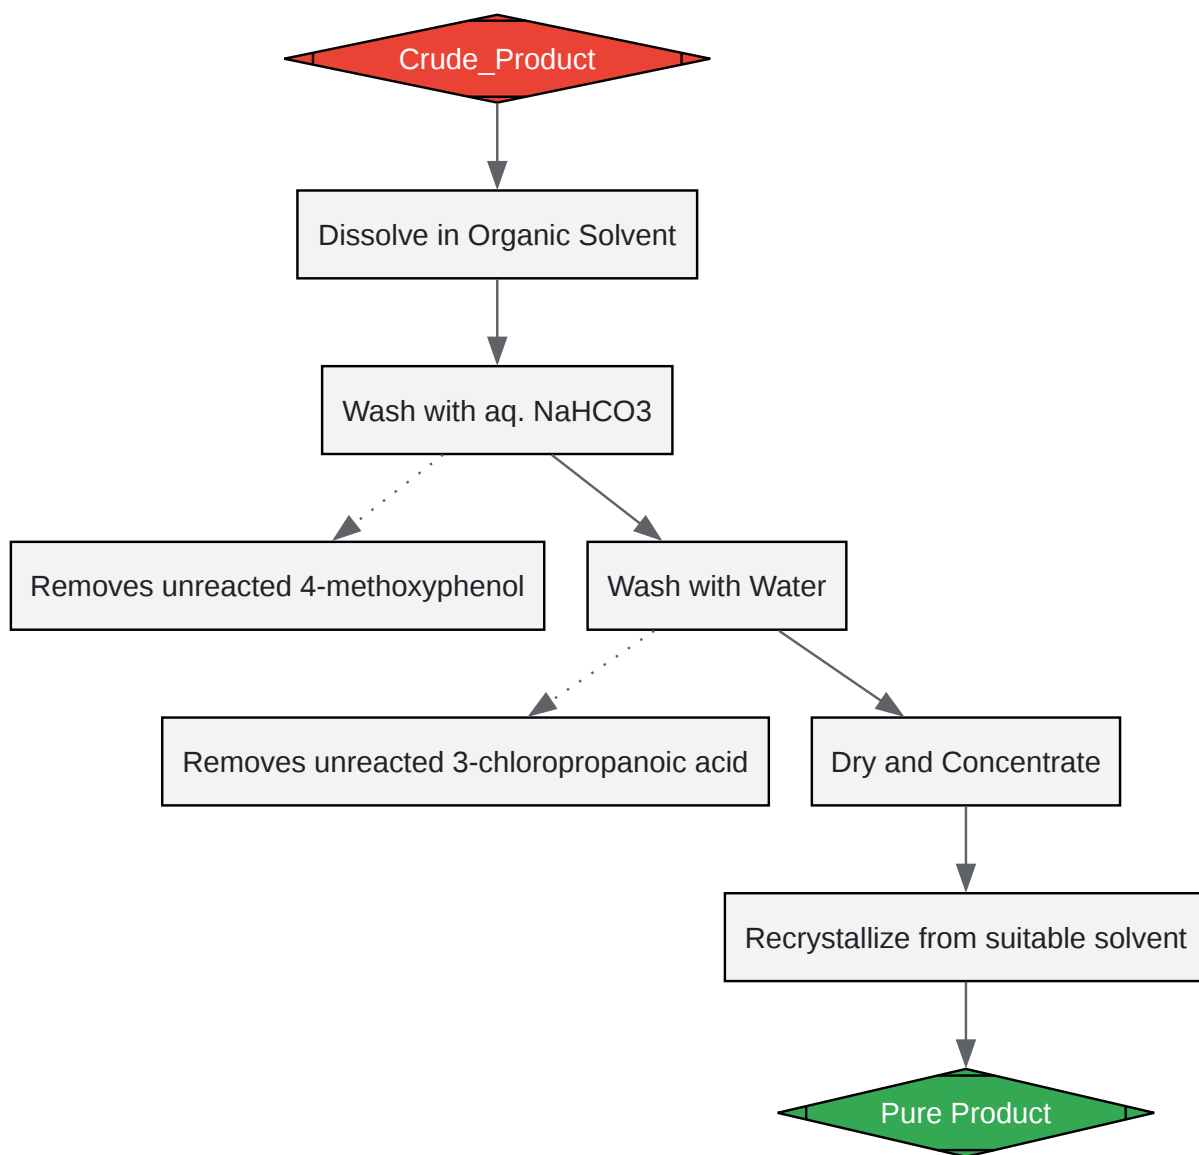 Crude_Product
Dissolve in Organic Solvent
Wash with aq. NaHCO3
Removes unreacted 4-methoxyphenol
Wash with Water
Removes unreacted 3-chloropropanoic acid
Dry and Concentrate
Recrystallize from suitable solvent
Pure Product